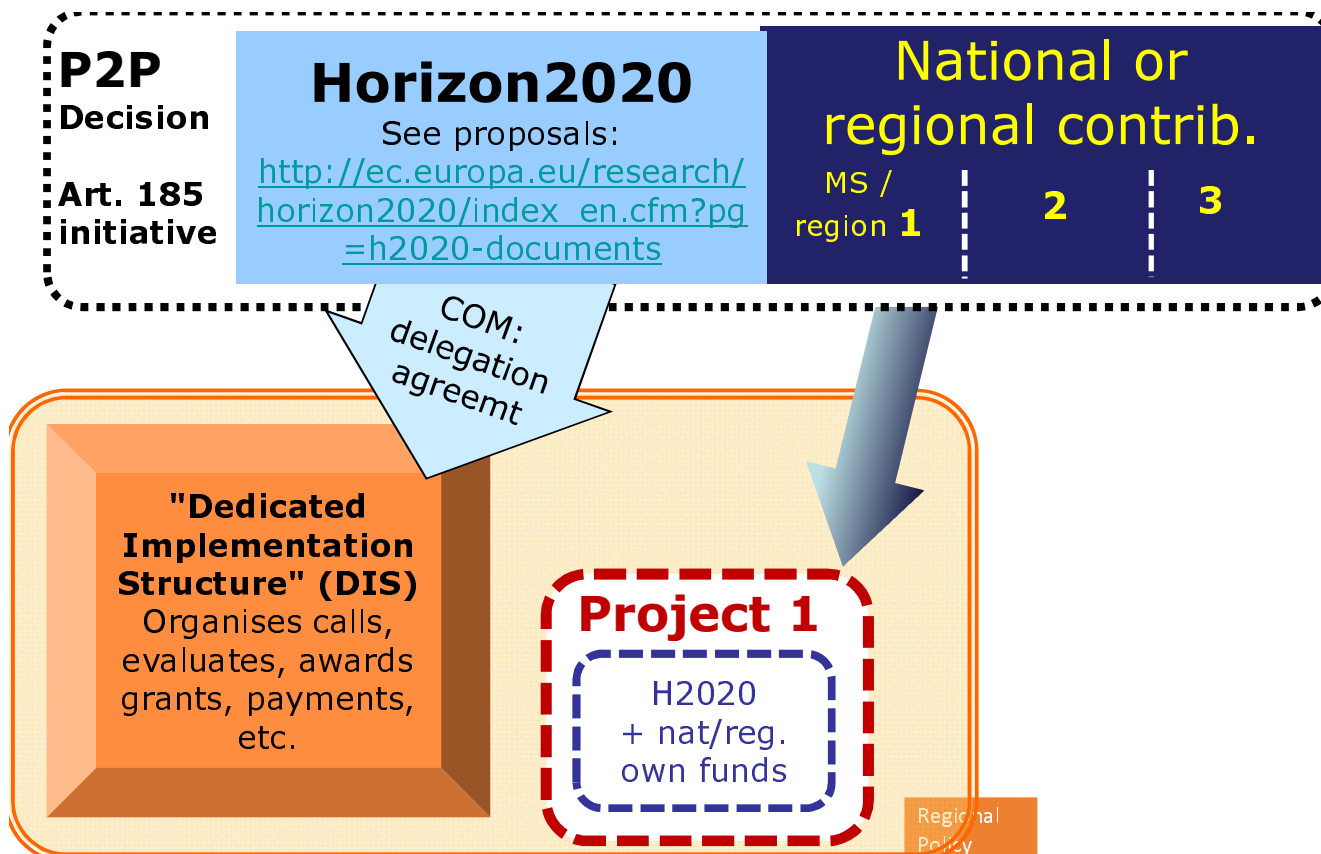 P2P
Decision
Art. 185
initiative
Horizon2020
See proposals:
http://ec.europa.eu/research/
horizon2020/index_en.cfm?pg
=h2020-documents
National or
regional contrib.
MS /
region 1
2
3
COM:
delegation
agreemt
"Dedicated
Implementation
Structure" (DIS)
Organises calls,
evaluates, awards
grants, payments,
etc.
Project 1
H2020
+ nat/reg.
own funds
Regional
Policy